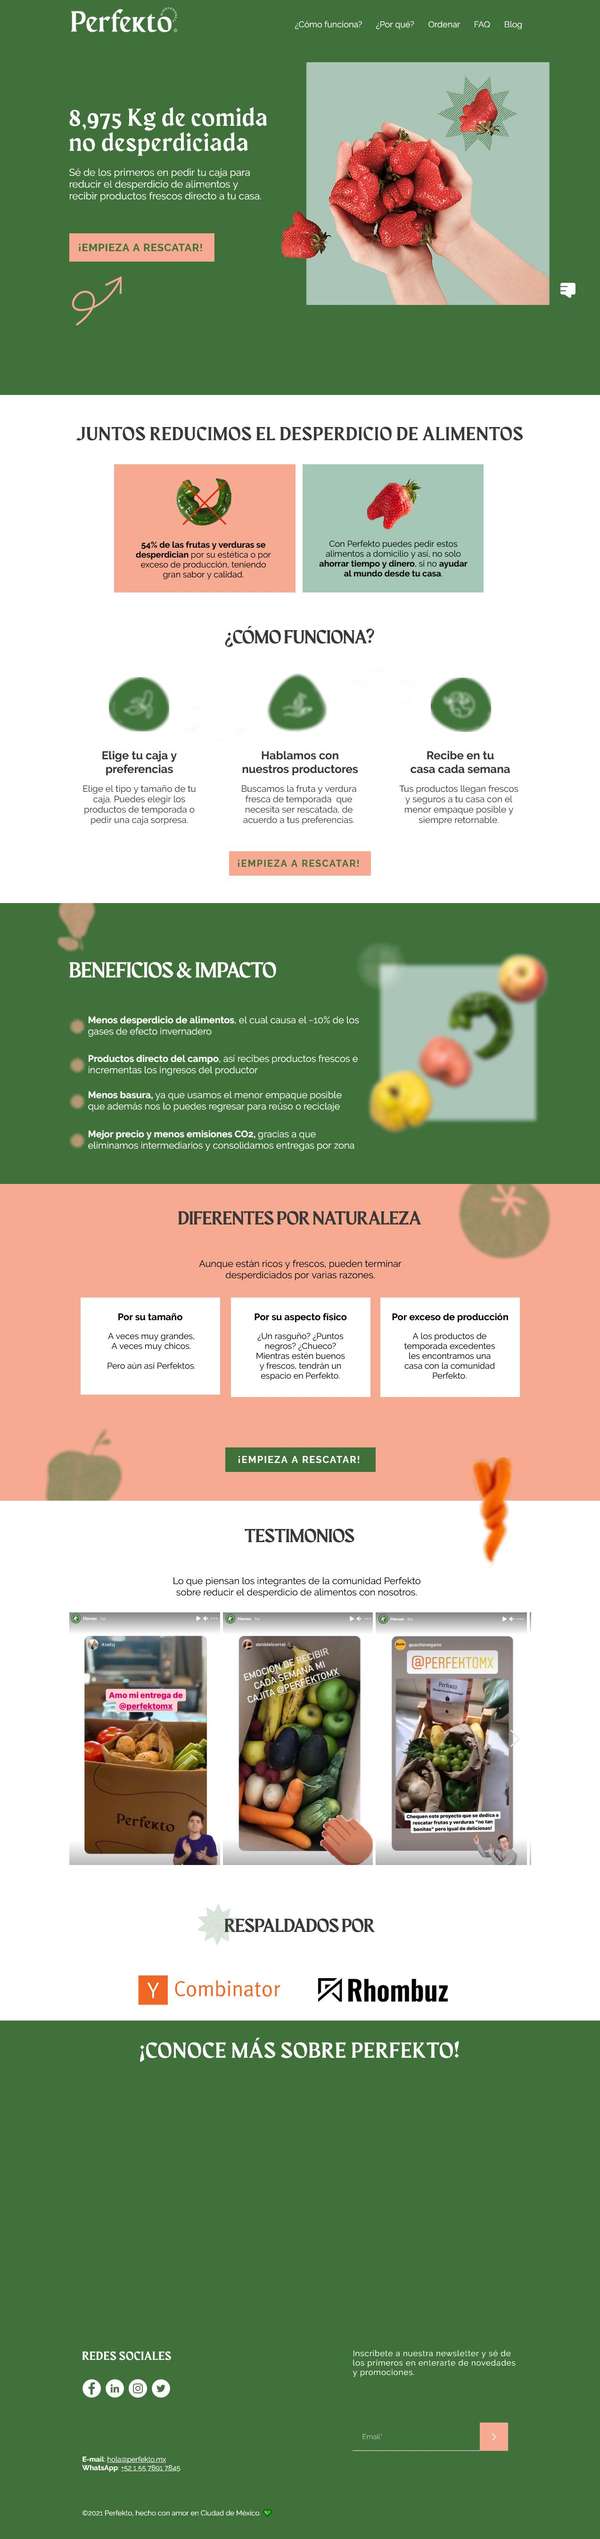 Perfekto
¿Cómo funciona? ¿Por qué? Ordenar FAQ Blog
8,975 Kg de comida
no desperdiciada
Sé de los primeros en pedir tu caja para
reducir el desperdicio de alimentos y
recibir productos frescos directo a tu casa.
¡EMPIEZA A RESCATAR!
JUNTOS REDUCIMOS EL DESPERDICIO DE ALIMENTOS
54% de las frutas y verduras se
desperdician por su estética o por
exceso de producción, teniendo
gran sabor y calidad.
Con Perfekto puedes pedir estos
alimentos a domicilio y así, no solo
ahorrar tiempo y dinero, si no ayudar
al mundo desde tu casa.
¿CÓMO FUNCIONA?
Elige tu caja y
preferencias
Elige el tipo y tamaño de tu
caja. Puedes elegir los
productos de temporada o
pedir una caja sorpresa.
Hablamos con
nuestros productores
Buscamos la fruta y verdura
fresca de temporada que
necesita ser rescatada, de
acuerdo a tus preferencias.
Recibe en tu
casa cada semana
Tus productos llegan frescos
y seguros a tu casa con el
menor empaque posible y
siempre retornable.
¡EMPIEZA A RESCATAR!
BENEFICIOS & IMPACTO
Menos desperdicio de alimentos, el cual causa el ~10% de los
gases de efecto invernadero
Productos directo del campo, así recibes productos frescos e
incrementas los ingresos del productor
Menos basura, ya que usamos el menor empaque posible
que además nos lo puedes regresar para reúso o reciclaje
Mejor precio y menos emisiones CO2, gracias a que
eliminamos intermediarios y consolidamos entregas por zona
DIFERENTES POR NATURALEZA
Aunque están ricos y frescos, pueden terminar
desperdiciados por varias razones.
Por su tamaño
A veces muy grandes,
A veces muy chicos.
Pero aún así Perfektos.
Por su aspecto físico
¿Un rasguño? ¿Puntos
negros? ¿Chueco?
Mientras estén buenos
y frescos, tendrán un
espacio en Perfekto.
Por exceso de producción
A los productos de
temporada excedentes
les encontramos una
casa con la comunidad
Perfekto.
¡EMPIEZA A RESCATAR!
TESTIMONIOS
Lo que piensan los integrantes de la comunidad Perfekto
sobre reducir el desperdicio de alimentos con nosotros.
Amo mi entrega de
@perfektomx
Perfekto
EMOCION DE RECIBIR
CADA SEMANA MI
CAJITA @PERFEKTOMX
@PERFEKTOMX
Perfekto
Chequen este proyecto que se dedica a
rescatar frutas y verduras "no tan
bonitas" pero igual de deliciosas!
RESPALDADOS POR
Y Combinator
Rhombuz
¡CONOCE MÁS SOBRE PERFEKTO!
REDES SOCIALES
Inscríbete a nuestra newsletter y sé de
los primeros en enterarte de novedades
y promociones.
Email*
E-mail: hola@perfekto.mx
WhatsApp: +52 1 55 7891 7845
©2021 Perfekto, hecho con amor en Ciudad de México.